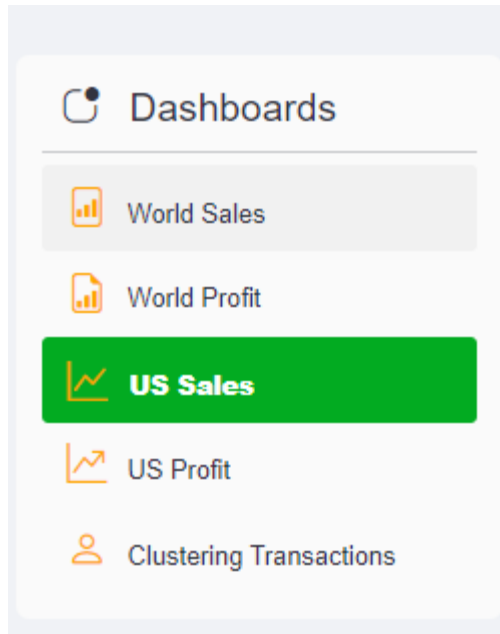 Dashboards
World Sales
World Profit
US Sales
US Profit
Clustering Transactions